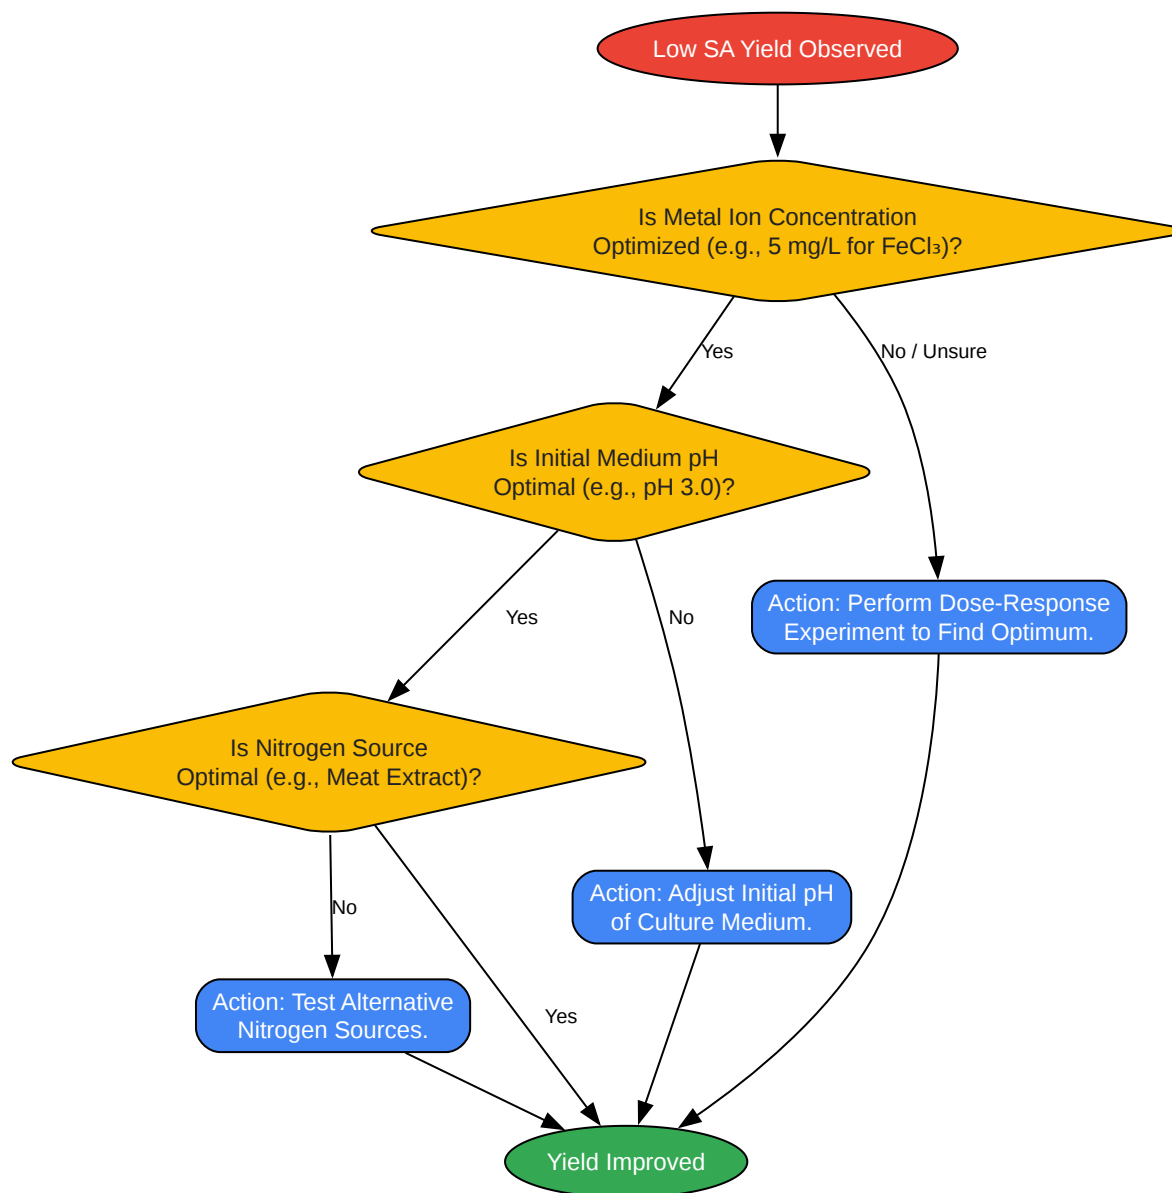 Low SA Yield Observed
Is Metal Ion Concentration
Optimized (e.g., 5 mg/L for FeCl₃)?
Yes
No / Unsure
Is Initial Medium pH
Optimal (e.g., pH 3.0)?
Yes
No
Action: Perform Dose-Response
Experiment to Find Optimum.
Is Nitrogen Source
Optimal (e.g., Meat Extract)?
No
Yes
Action: Adjust Initial pH
of Culture Medium.
Action: Test Alternative
Nitrogen Sources.
Yield Improved